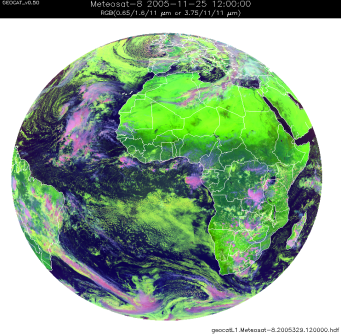 GEOCAT_v0.50
Meteosat-8 2005-11-25 12:00:00
RGB(0.65/1.6/11 μm or 3.75/11/11 μm)
geocatL1.Meteosat-8.2005329.120000.hdf